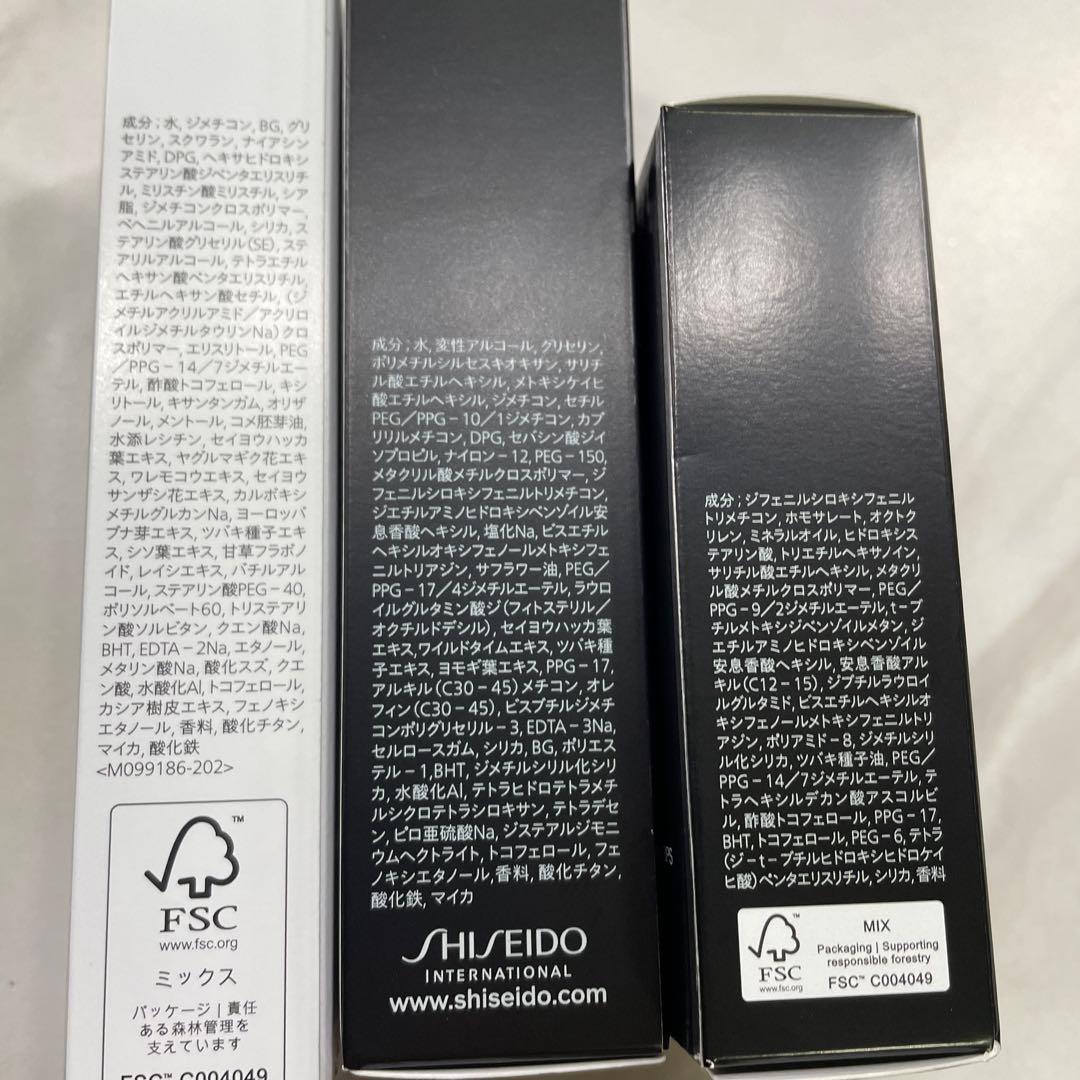 成分；水, ジメチコン, BG, グリ
セリン, スクワラン, ナイアシン
アミド, DPG, ヘキサヒドロキシ
ステアリン酸ジペンタエリスリチ
ル, ミリスチン酸ミリスチル, シア
脂, ジメチコンクロスポリマー,
ベヘニルアルコール, シリカ, ス
テアリン酸グリセリル(SE), ステ
アリルアルコール, テトラエチル
ヘキサン酸ペンタエリスリチル,
エチルヘキサン酸セチル, (ジ
メチルアクリルアミド／アクリロ
イルジメチルタウリンNa)クロ
スポリマー, エリスリトール, PEG
／PPG－14／7ジメチルエー
テル, 酢酸トコフェロール, キシ
リトール, キサンタンガム, オリザ
ノール, メントール, コメ胚芽油,
水添レシチン, セイヨウハッカ
葉エキス, ヤグルマギク花エキ
ス, ワレモコウエキス, セイヨウ
サンザシ花エキス, カルボキシ
メチルグルカンNa, ヨーロッパ
ブナ芽エキス, ツバキ種子エキ
ス, シソ葉エキス, 甘草フラボノ
イド, レイシエキス, バチルアル
コール, ステアリン酸PEG－40,
ポリソルベート60, トリステアリ
ン酸ソルビタン, クエン酸Na,
BHT, EDTA－2Na, エタノール,
メタリン酸Na, 酸化スズ, クエ
ン酸, 水酸化Al, トコフェロール,
カシア樹皮エキス, フェノキシ
エタノール, 香料, 酸化チタン,
マイカ, 酸化鉄
<M099186-202>
™
FSC
www.fsc.org
ミックス
パッケージ｜責任
ある森林管理を
支えています
FSC™ C004049
成分；水, 変性アルコール, グリセリン,
ポリメチルシルセスキオキサン, サリチ
ル酸エチルヘキシル, メトキシケイヒ
酸エチルヘキシル, ジメチコン, セチル
PEG／PPG－10／1ジメチコン, カプ
リリルメチコン, DPG, セバシン酸ジイ
ソプロピル, ナイロン－12, PEG－150,
メタクリル酸メチルクロスポリマー, ジ
フェニルシロキシフェニルトリメチコン,
ジエチルアミノヒドロキシベンゾイル安
息香酸ヘキシル, 塩化Na, ビスエチル
ヘキシルオキシフェノールメトキシフェ
ニルトリアジン, サフラワー油, PEG／
PPG－17／4ジメチルエーテル, ラウロ
イルグルタミン酸ジ(フィトステリル／
オクチルドデシル), セイヨウハッカ葉
エキス, ワイルドタイムエキス, ツバキ種
子エキス, ヨモギ葉エキス, PPG－17,
アルキル(C30－45)メチコン, オレ
フィン(C30－45), ビスブチルジメチ
コンポリグリセリル－3, EDTA－3Na,
セルロースガム, シリカ, BG, ポリエス
テル－1, BHT, ジメチルシリル化シリ
カ, 水酸化Al, テトラヒドロテトラメチ
ルシクロテトラシロキサン, テトラデセ
ン, ピロ亜硫酸Na, ジステアルジモニ
ウムヘクトライト, トコフェロール, フェ
ノキシエタノール, 香料, 酸化チタン,
酸化鉄, マイカ
SHISEIDO
INTERNATIONAL
www.shiseido.com
成分；ジフェニルシロキシフェニル
トリメチコン, ホモサレート, オクトク
リレン, ミネラルオイル, ヒドロキシス
テアリン酸, トリエチルヘキサノイン,
サリチル酸エチルヘキシル, メタクリ
ル酸メチルクロスポリマー, PEG／
PPG－9／2ジメチルエーテル, t－ブ
チルメトキシジベンゾイルメタン, ジ
エチルアミノヒドロキシベンゾイル
安息香酸ヘキシル, 安息香酸アル
キル(C12－15), ジブチルラウロイ
ルグルタミド, ビスエチルヘキシルオ
キシフェノールメトキシフェニルトリ
アジン, ポリアミド－8, ジメチルシリ
ル化シリカ, ツバキ種子油, PEG／
PPG－14／7ジメチルエーテル, テ
トラヘキシルデカン酸アスコルビ
ル, 酢酸トコフェロール, PPG－17,
BHT, トコフェロール, PEG－6, テトラ
(ジ－t－ブチルヒドロキシヒドロケイ
ヒ酸)ペンタエリスリチル, シリカ, 香料
™
FSC
www.fsc.org
MIX
Packaging | Supporting
responsible forestry
FSC™ C004049